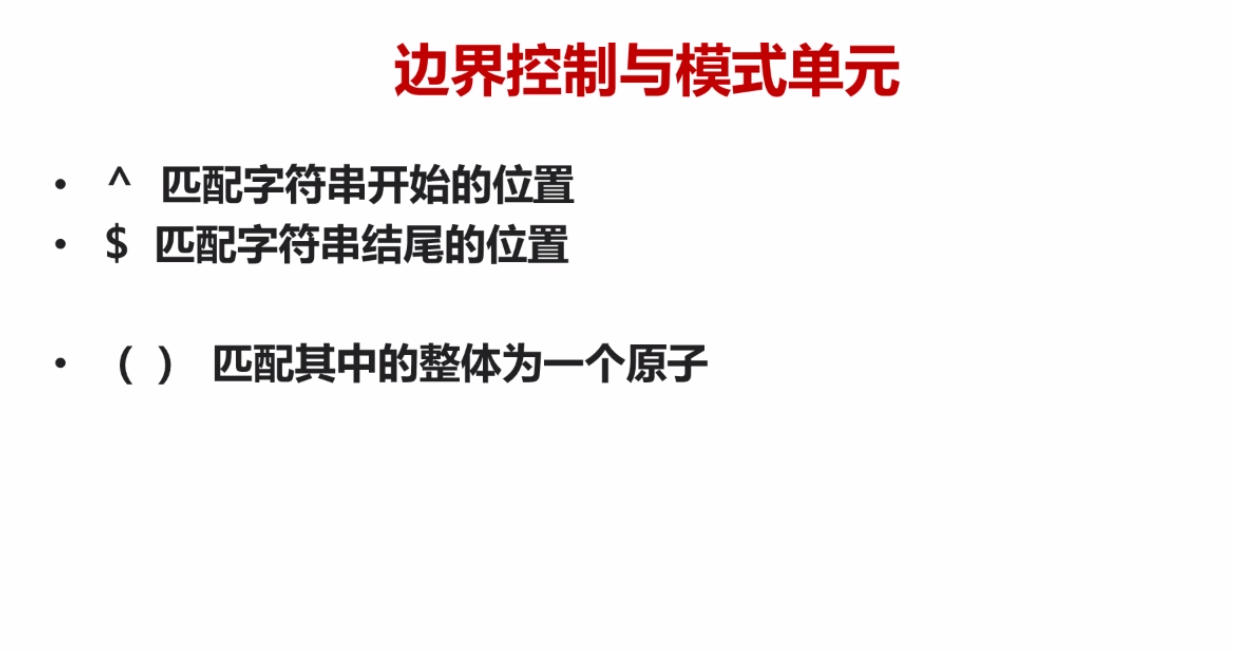 边界控制与模式单元
• ^ 匹配字符串开始的位置
• $ 匹配字符串结尾的位置
• （ ） 匹配其中的整体为一个原子